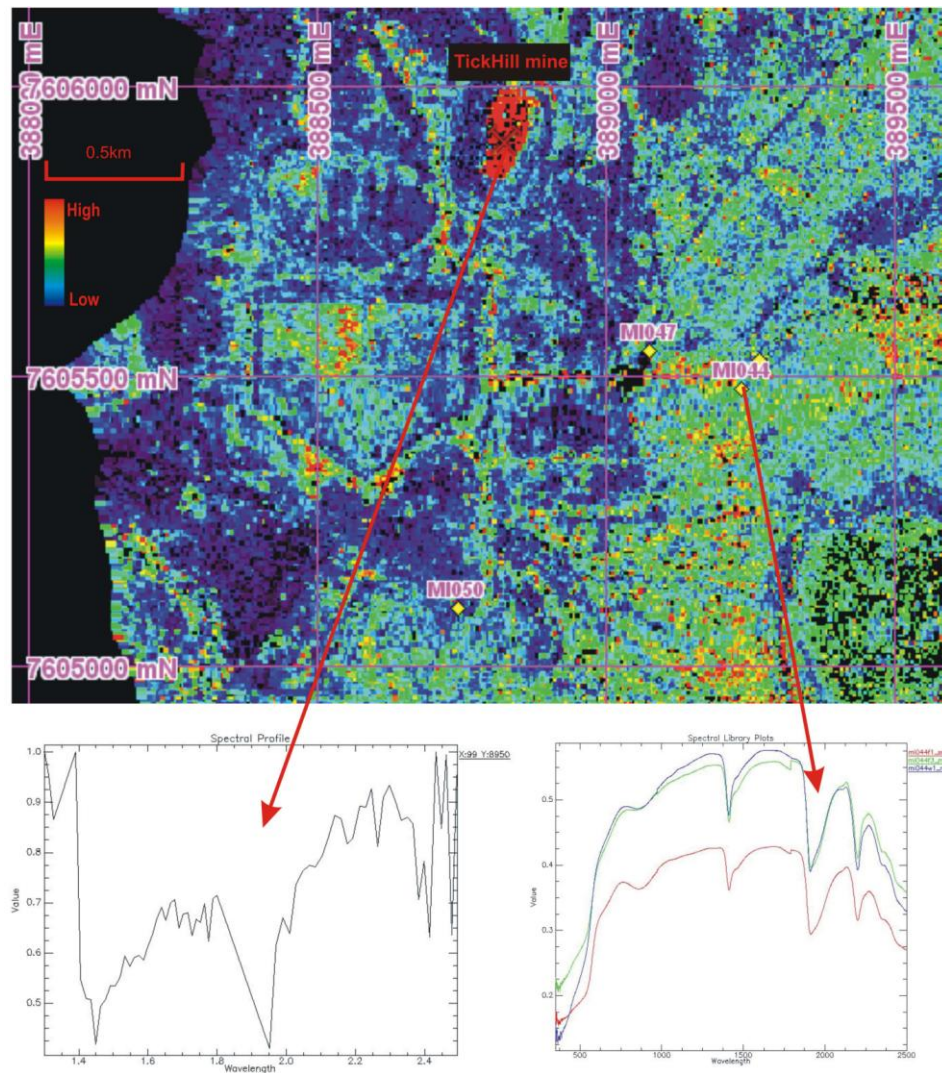 388000 mE
388500 mE
389000 mE
389500 mE
TickHill mine
7606000 mN
0.5km
High
Low
MI047
7605500 mN
MI044
MI050
7605000 mN
Spectral Profile
X:99 Y:8950
1.0
0.9
0.8
0.7
0.6
0.5
Value
1.4 1.6 1.8 2.0 2.2 2.4
Wavelength
Spectral Library Plots
0.5
0.4
0.3
0.2
Value
500 1000 1500 2000 2500
Wavelength